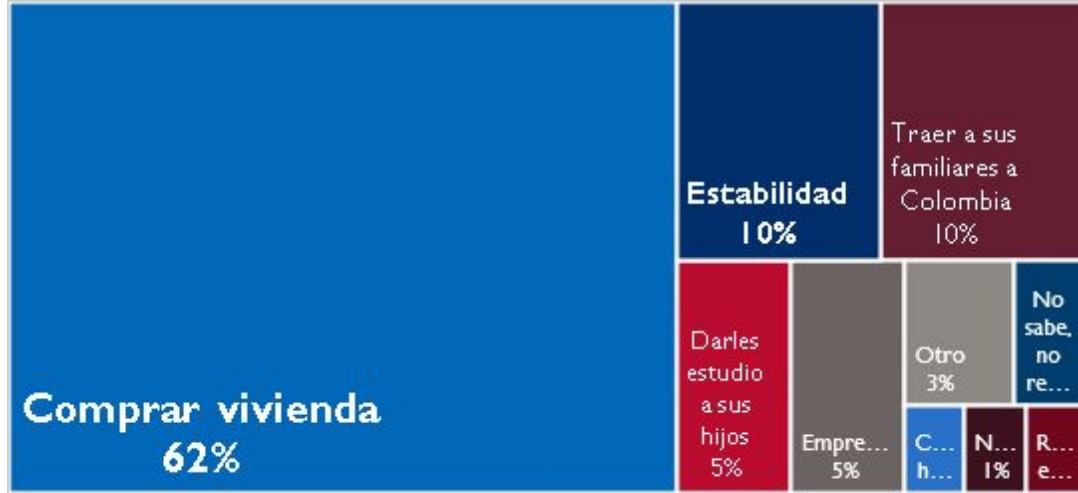 Comprar vivienda
62%
Estabilidad
10%
Traer a sus
familiares a
Colombia
10%
Darles
estudio
a sus
hijos
5%
Empre...
5%
Otro
3%
No
sabe,
no
re...
C...
h...
N...
1%
R...
e...